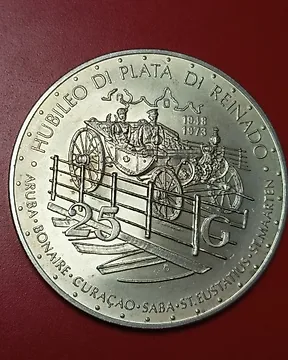 HUBILEO DI PLATA DI REINADO
1948
1973
25 G
ARUBA · BONAIRE · CURAÇAO · SABA · ST. EUSTATIUS · ST. MAARTEN